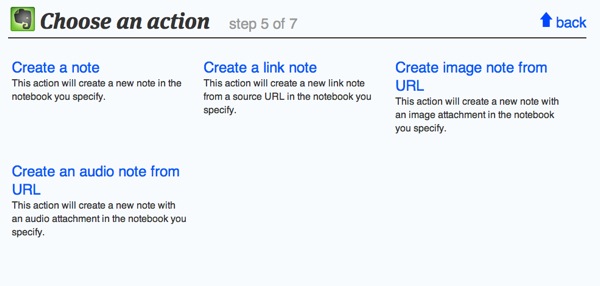 Choose an action step 5 of 7 back
Create a note
This action will create a new note in the
notebook you specify.
Create a link note
This action will create a new link note
from a source URL in the notebook you
specify.
Create image note from
URL
This action will create a new note with
an image attachment in the notebook
you specify.
Create an audio note from
URL
This action will create a new note with
an audio attachment in the notebook you
specify.